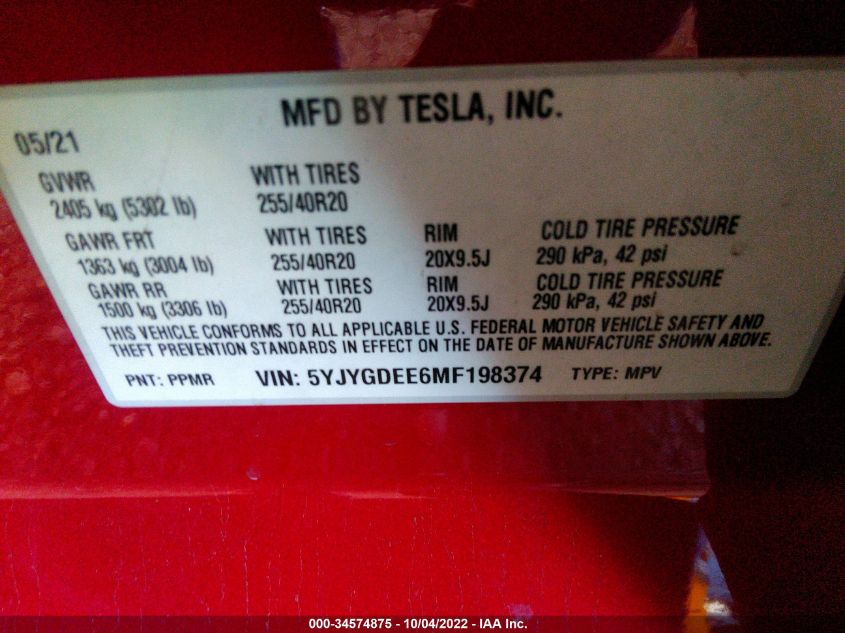 MFD BY TESLA, INC.
05/21
GVWR WITH TIRES
2405 kg (5302 lb) 255/40R20
GAWR FRT WITH TIRES RIM COLD TIRE PRESSURE
1363 kg (3004 lb) 255/40R20 20X9.5J 290 kPa, 42 psi
GAWR RR WITH TIRES RIM COLD TIRE PRESSURE
1500 kg (3306 lb) 255/40R20 20X9.5J 290 kPa, 42 psi
THIS VEHICLE CONFORMS TO ALL APPLICABLE U.S. FEDERAL MOTOR VEHICLE SAFETY AND
THEFT PREVENTION STANDARDS IN EFFECT ON THE DATE OF MANUFACTURE SHOWN ABOVE.
PNT: PPMR VIN: 5YJYGDEE6MF198374 TYPE: MPV
000-34574875 - 10/04/2022 - IAA Inc.